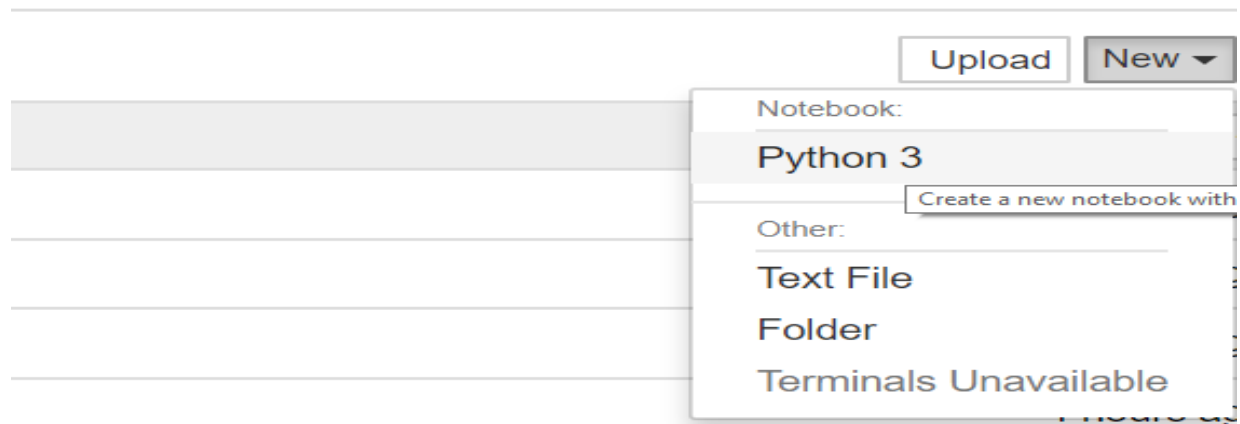 Upload New
Notebook:
Python 3
Create a new notebook with
Other:
Text File
Folder
Terminals Unavailable